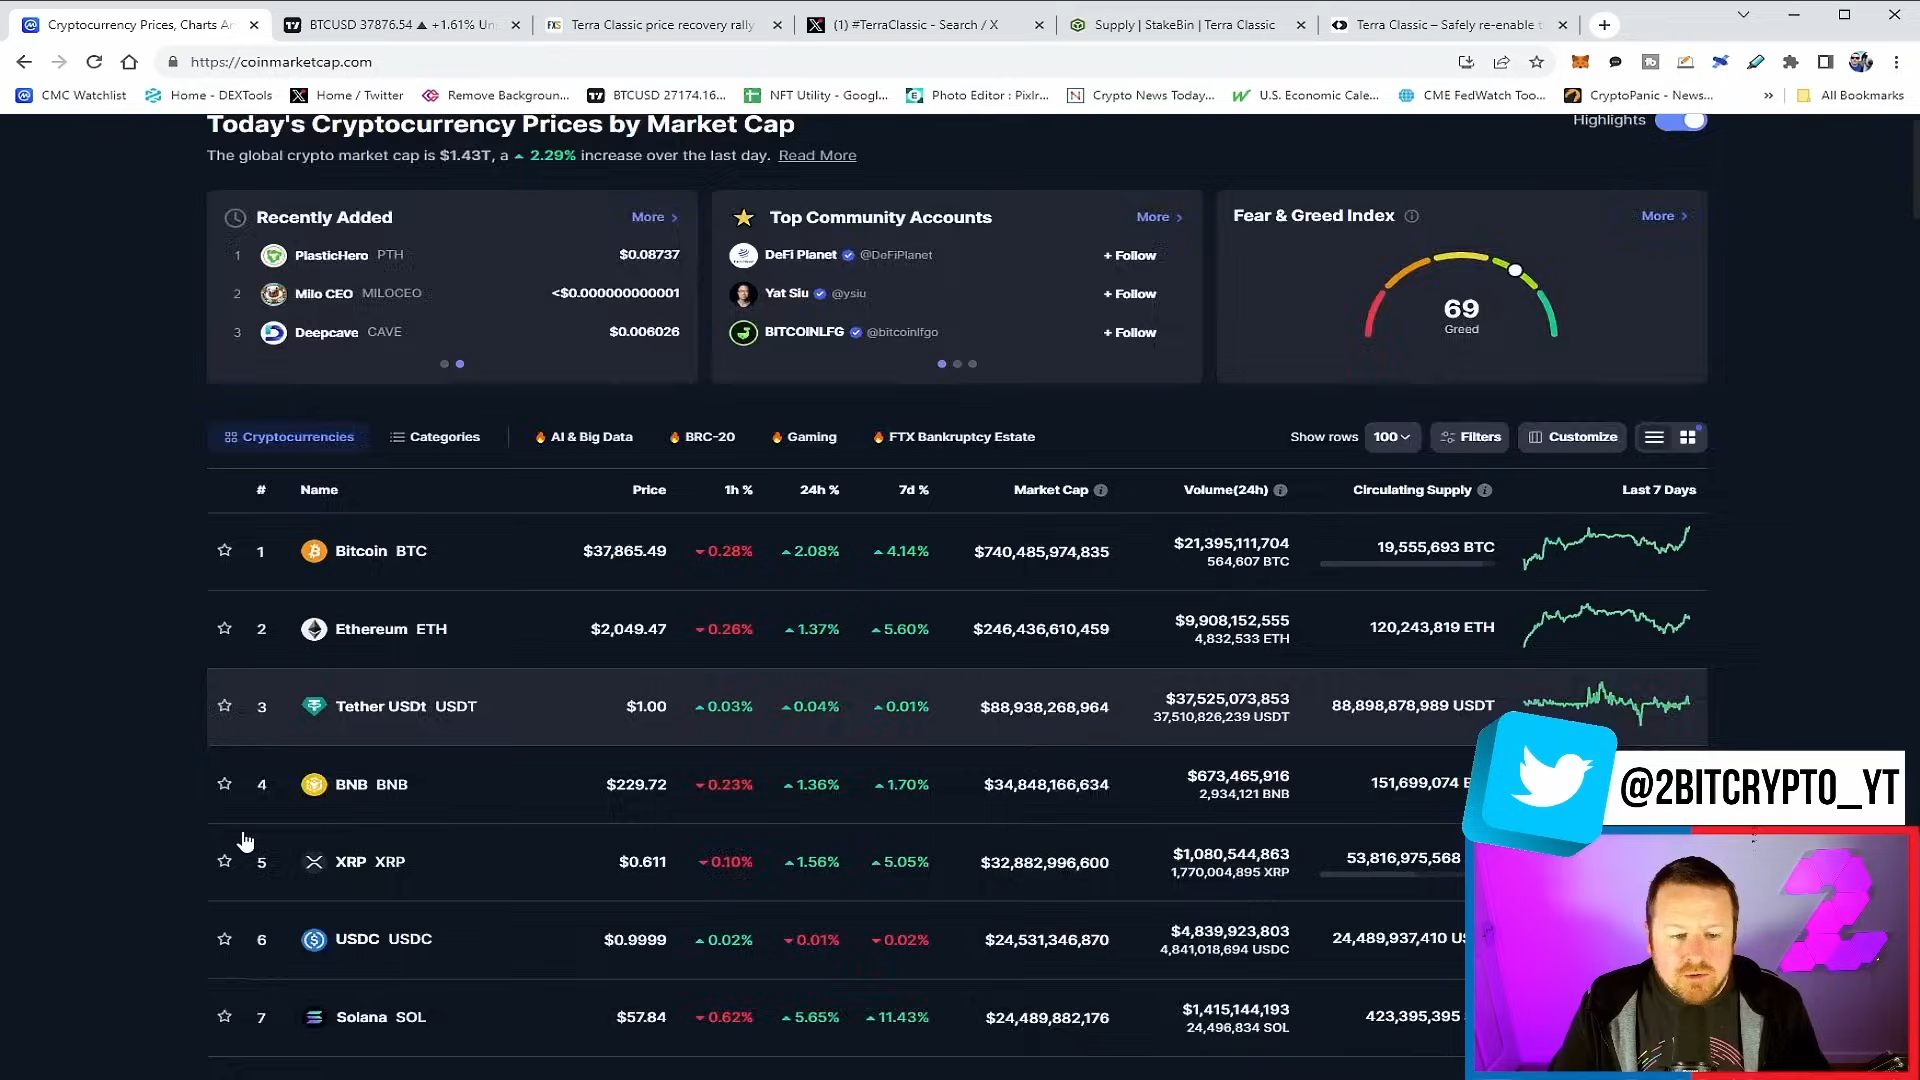 Cryptocurrency Prices, Charts A
BTCUSD 37876.54 ▲ +1.61% Un
Terra Classic price recovery rally
(1) #TerraClassic - Search / X
Supply | StakeBin | Terra Classic
Terra Classic – Safely re-enable t
https://coinmarketcap.com
CMC Watchlist
Home - DEXTools
Home / Twitter
Remove Backgroun...
BTCUSD 27174.16...
NFT Utility - Googl...
Photo Editor : Pixlr...
Crypto News Today...
U.S. Economic Cale...
CME FedWatch Too...
CryptoPanic - News...
»
All Bookmarks
Today's Cryptocurrency Prices by Market Cap
Highlights
The global crypto market cap is $1.43T, a 2.29% increase over the last day. Read More
Recently Added More
1 PlasticHero PTH $0.08737
2 Milo CEO MILOCEO <$0.000000000001
3 Deepcave CAVE $0.006026
Top Community Accounts More
DeFi Planet @DeFiPlanet + Follow
Yat Siu @ysiu + Follow
BITCOINLFG @bitcoinlfgo + Follow
Fear & Greed Index More
69
Greed
Cryptocurrencies Categories AI & Big Data BRC-20 Gaming FTX Bankruptcy Estate Show rows 100 Filters Customize
# Name Price 1h % 24h % 7d % Market Cap Volume(24h) Circulating Supply Last 7 Days
1 Bitcoin BTC $37,865.49 0.28% 2.08% 4.14% $740,485,974,835 $21,395,111,704 19,555,693 BTC
564,607 BTC
2 Ethereum ETH $2,049.47 0.26% 1.37% 5.60% $246,436,610,459 $9,908,152,555 120,243,819 ETH
4,832,533 ETH
3 Tether USDt USDT $1.00 0.03% 0.04% 0.01% $88,938,268,964 $37,525,073,853 88,898,878,989 USDT
37,510,826,239 USDT
4 BNB BNB $229.72 0.23% 1.36% 1.70% $34,848,166,634 $673,465,916 151,699,074 B
2,934,121 BNB
@2BITCRYPTO_YT
5 XRP XRP $0.611 0.10% 1.56% 5.05% $32,882,996,600 $1,080,544,863 53,816,975,568
1,770,004,895 XRP
6 USDC USDC $0.9999 0.02% 0.01% 0.02% $24,531,346,870 $4,839,923,803 24,489,937,410 U
4,841,018,694 USDC
7 Solana SOL $57.84 0.62% 5.65% 11.43% $24,489,882,176 $1,415,144,193 423,395,395
24,496,834 SOL
2